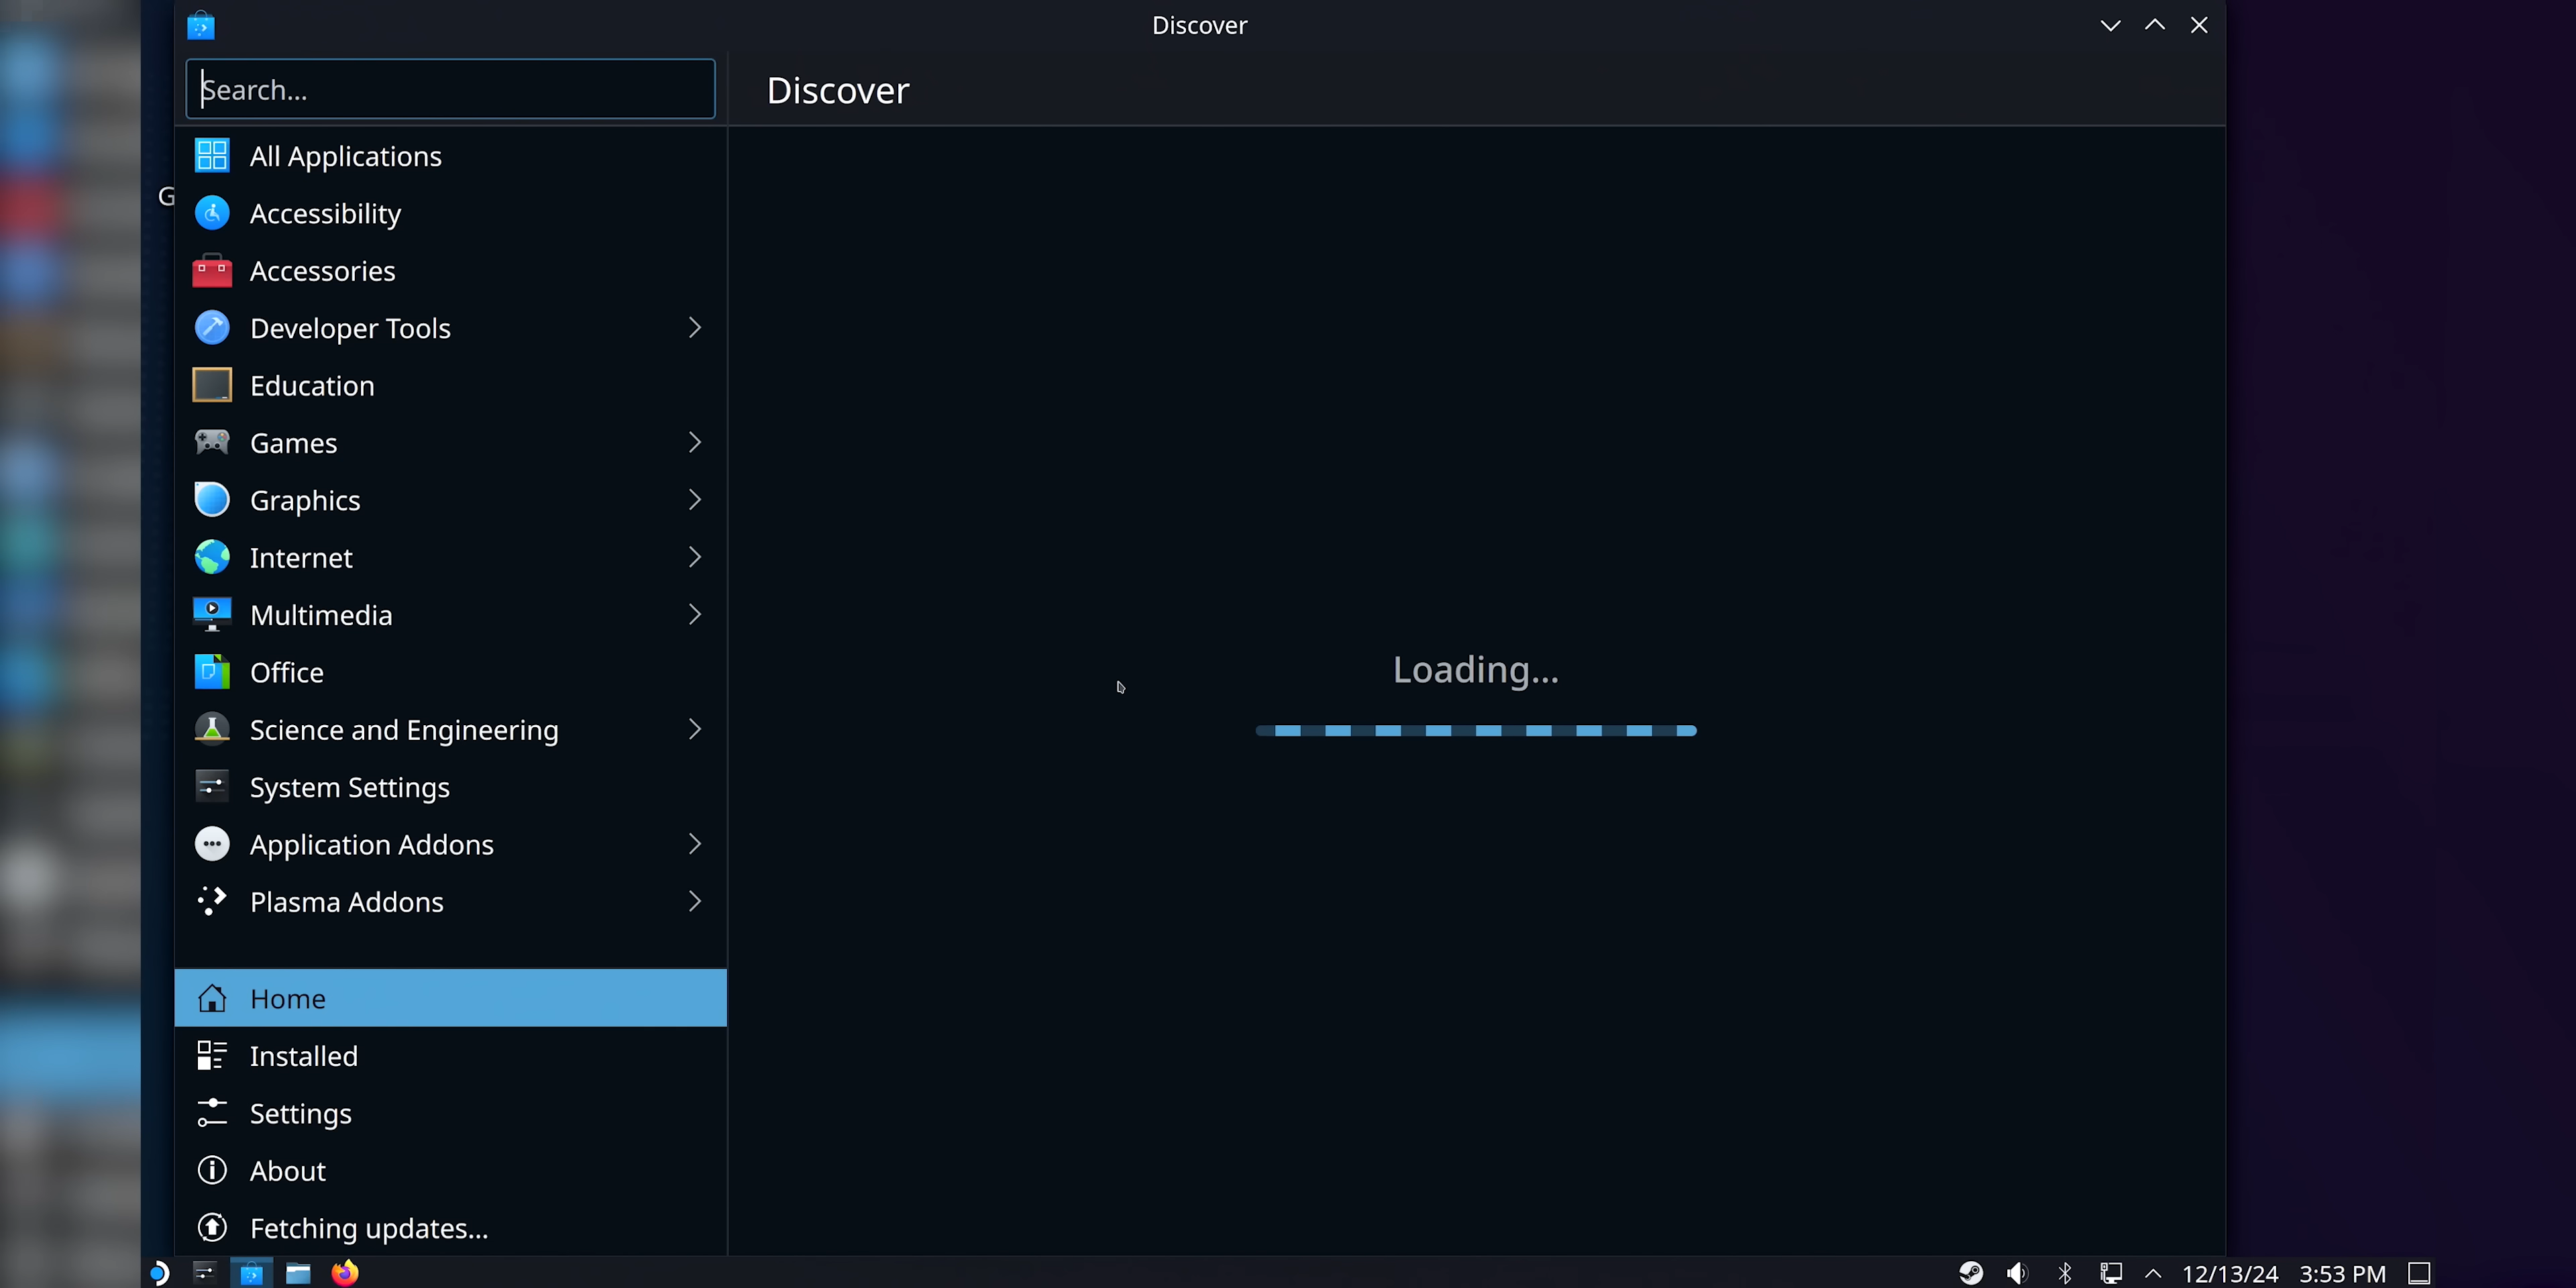 Discover
Search...
Discover
All Applications
G
Accessibility
Accessories
Developer Tools
Education
Games
Graphics
Internet
Multimedia
Office
Loading...
Science and Engineering
System Settings
Application Addons
Plasma Addons
Home
Installed
Settings
About
Fetching updates...
12/13/24 3:53 PM